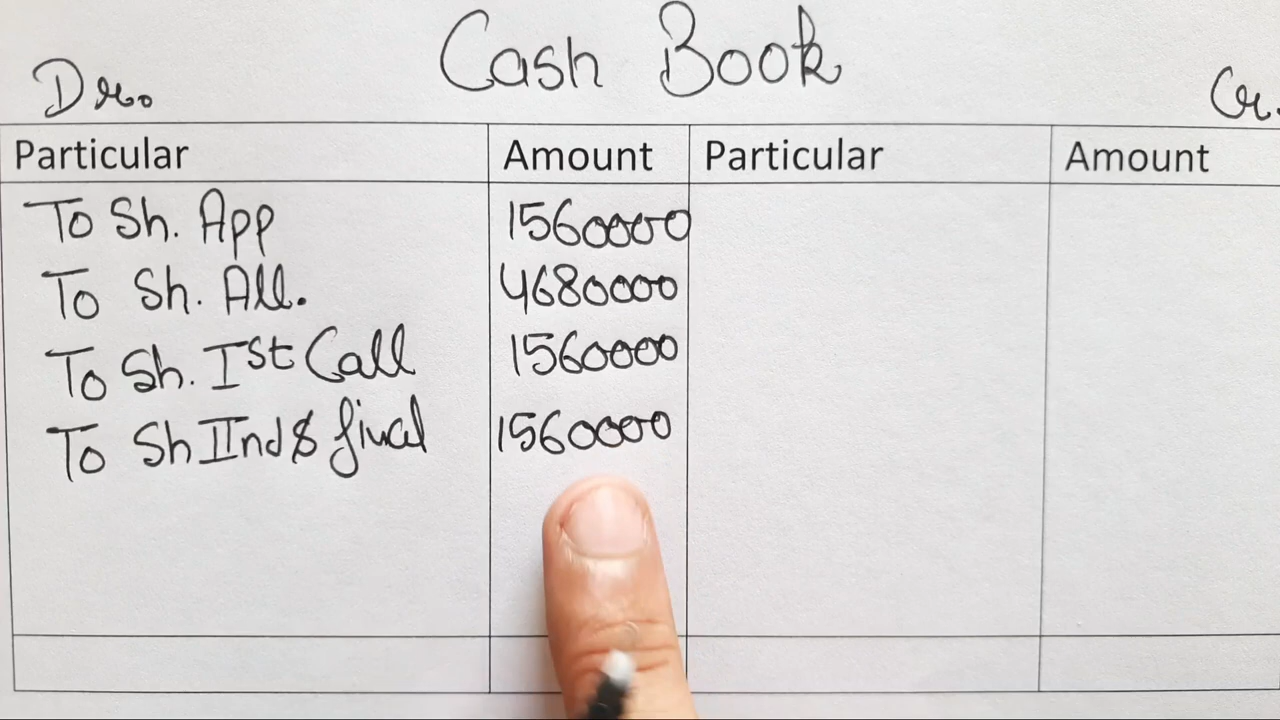 Cash Book
Dr. Cr.
Particular Amount Particular Amount
To Sh. App 1560000
To Sh. All. 4680000
To Sh. Ist Call 1560000
To Sh IInd & final 1560000